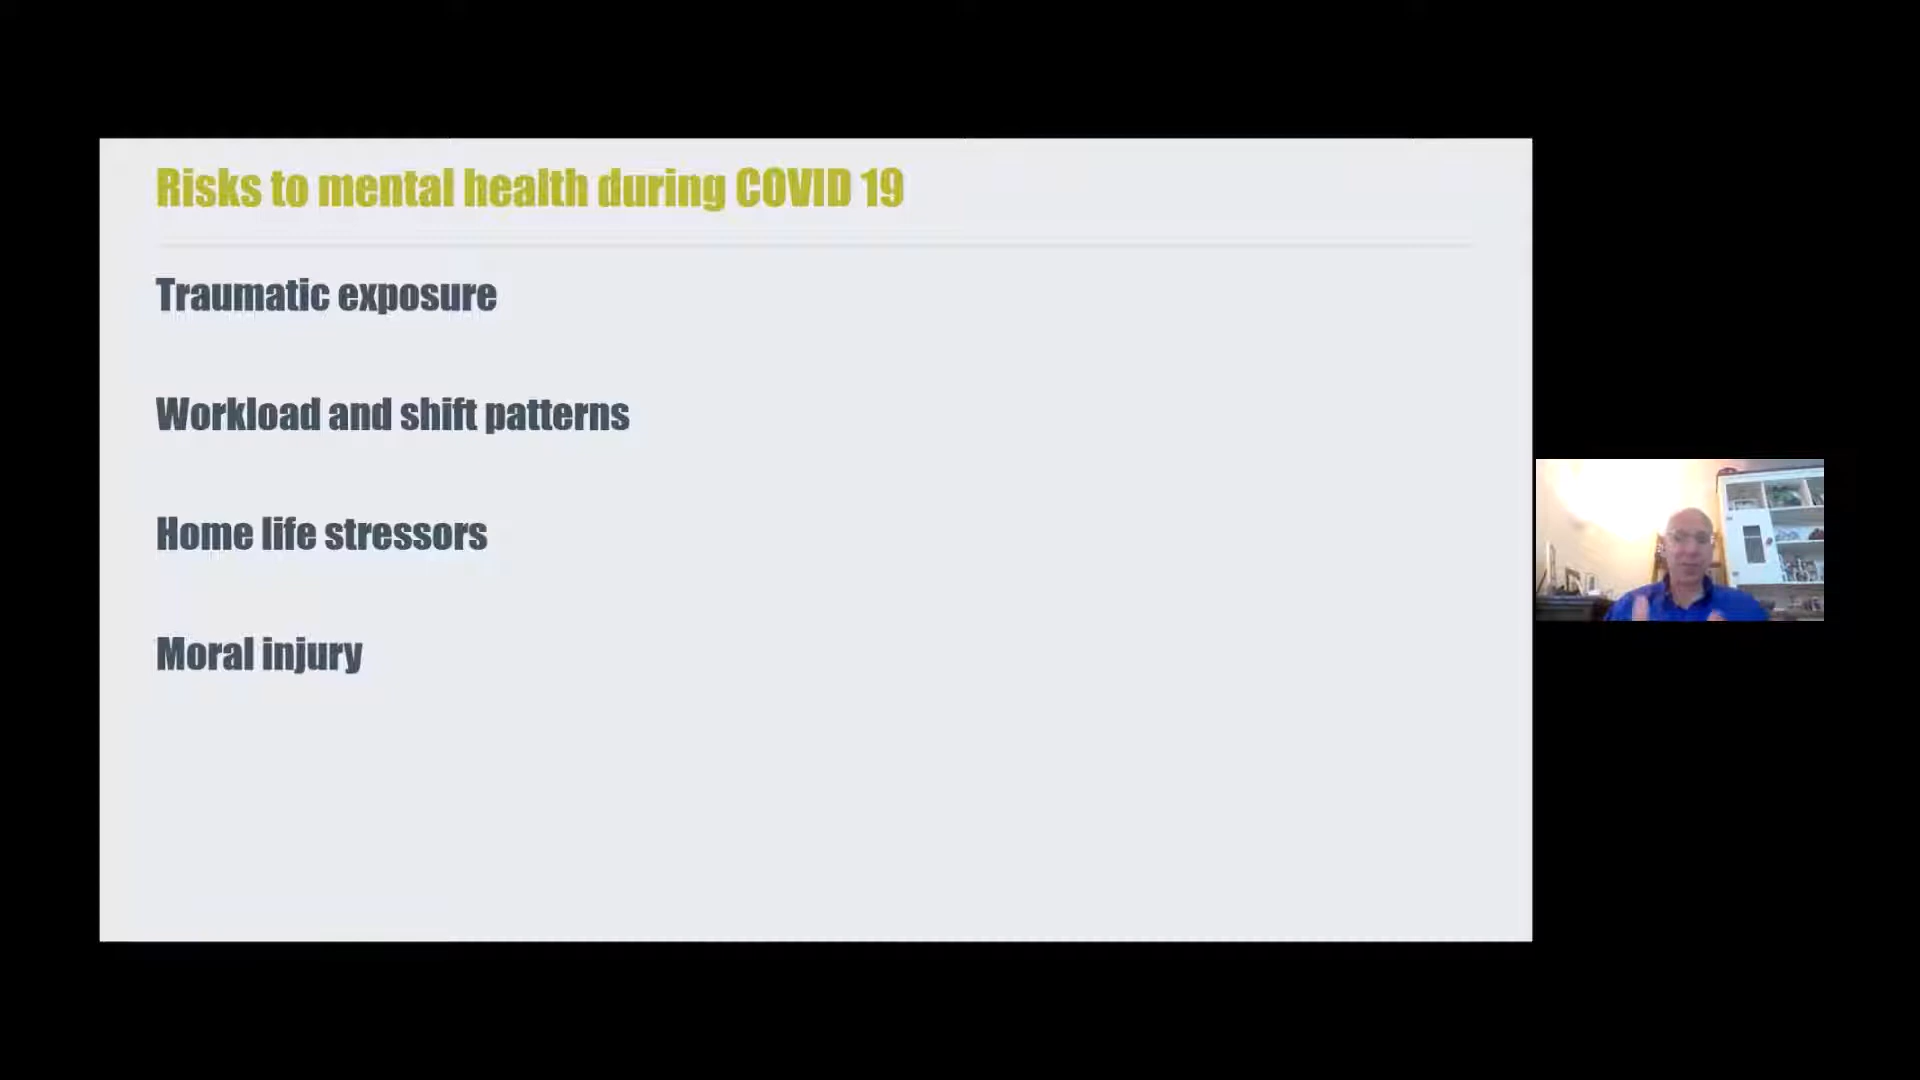 Risks to mental health during COVID 19
Traumatic exposure
Workload and shift patterns
Home life stressors
Moral injury